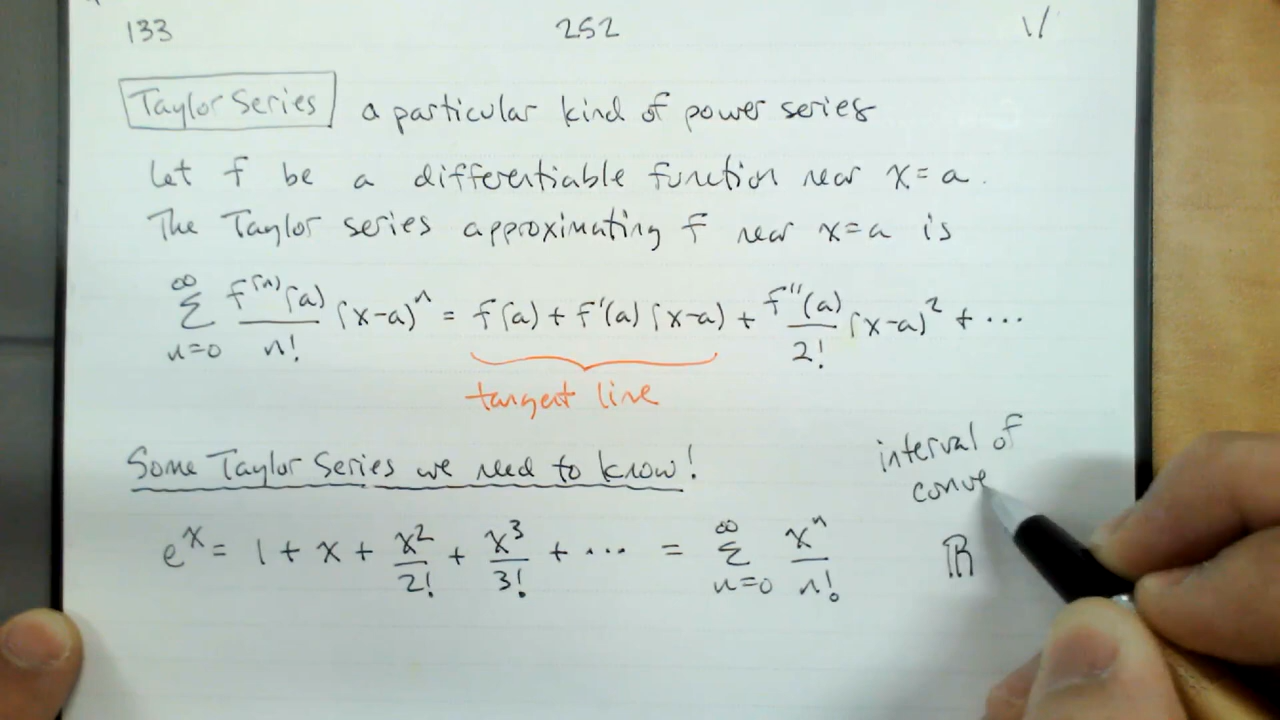 133 252 1/
Taylor Series a particular kind of power series
Let f be a differentiable function near x=a.
The Taylor series approximating f near x=a is
∞∑n=0 f⁽ⁿ⁾(a)/n! (x-a)ⁿ = f(a) + f'(a)(x-a) + f''(a)/2! (x-a)² + ...
tangent line
Some Taylor Series we need to know!
interval of
conve
eˣ = 1 + x + x²/2! + x³/3! + ... = ∞∑n=0 xⁿ/n! ℝ